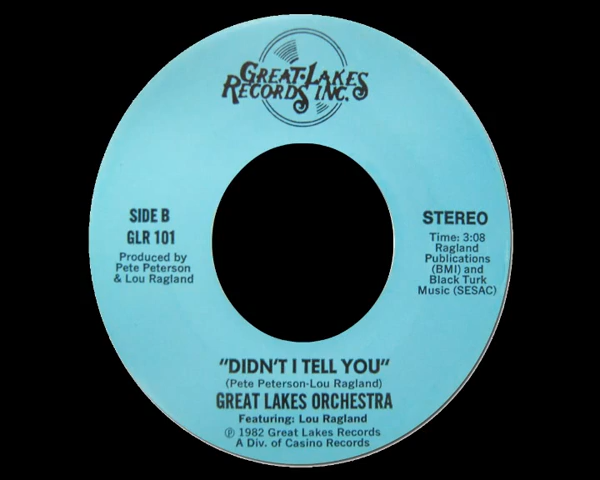 GREAT·LAKES
RECORDS INC.
SIDE B
GLR 101
Produced by
Pete Peterson
& Lou Ragland
STEREO
Time: 3:08
Ragland
Publications
(BMI) and
Black Turk
Music (SESAC)
"DIDN'T I TELL YOU"
(Pete Peterson-Lou Ragland)
GREAT LAKES ORCHESTRA
Featuring: Lou Ragland
℗ 1982 Great Lakes Records
A Div. of Casino Records